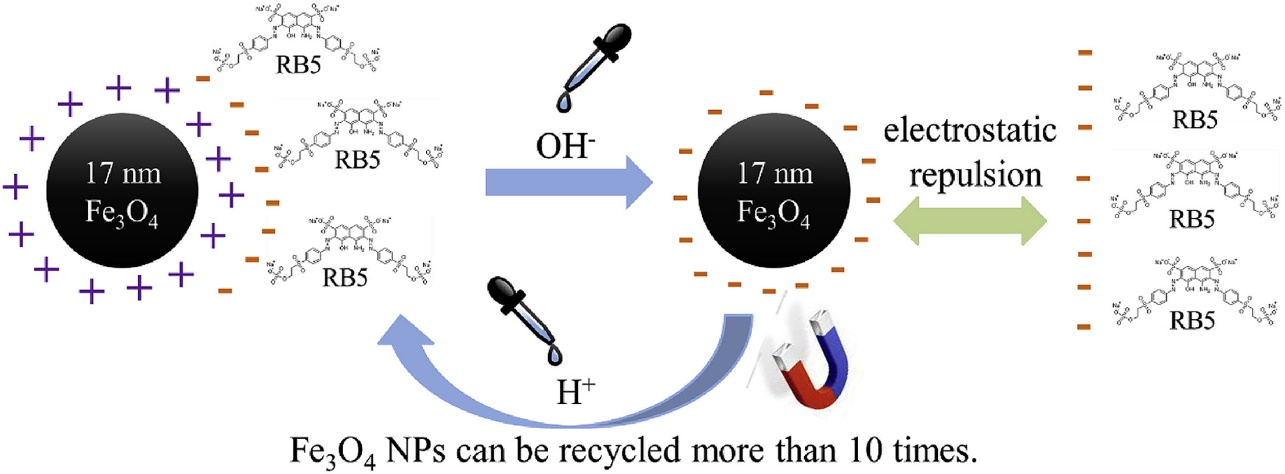 RB5
RB5
RB5
17 nm
Fe₃O₄
OH-
H⁺
17 nm
Fe₃O₄
electrostatic
repulsion
RB5
RB5
RB5
Fe₃O₄ NPs can be recycled more than 10 times.